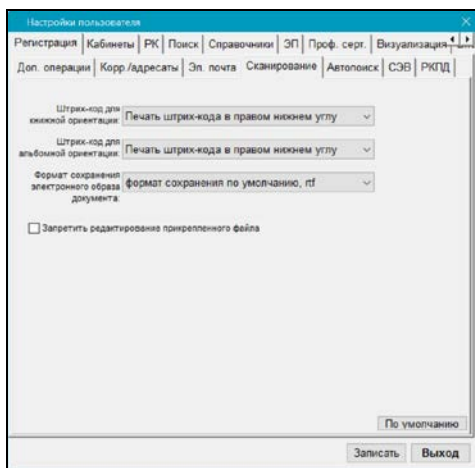 Настройки пользователя
Регистрация Кабинеты РК Поиск Справочники ЭП Проф. серт. Визуализация
Доп. операции Корр./адресаты Эл. почта Сканирование Автопоиск СЭВ РКПД
Штрих-код для
книжной ориентации: Печать штрих-кода в правом нижнем углу
Штрих-код для
альбомной ориентации: Печать штрих-кода в правом нижнем углу
Формат сохранения
электронного образа
документа: формат сохранения по умолчанию, rtf
Запретить редактирование прикрепленного файла
По умолчанию
Записать Выход